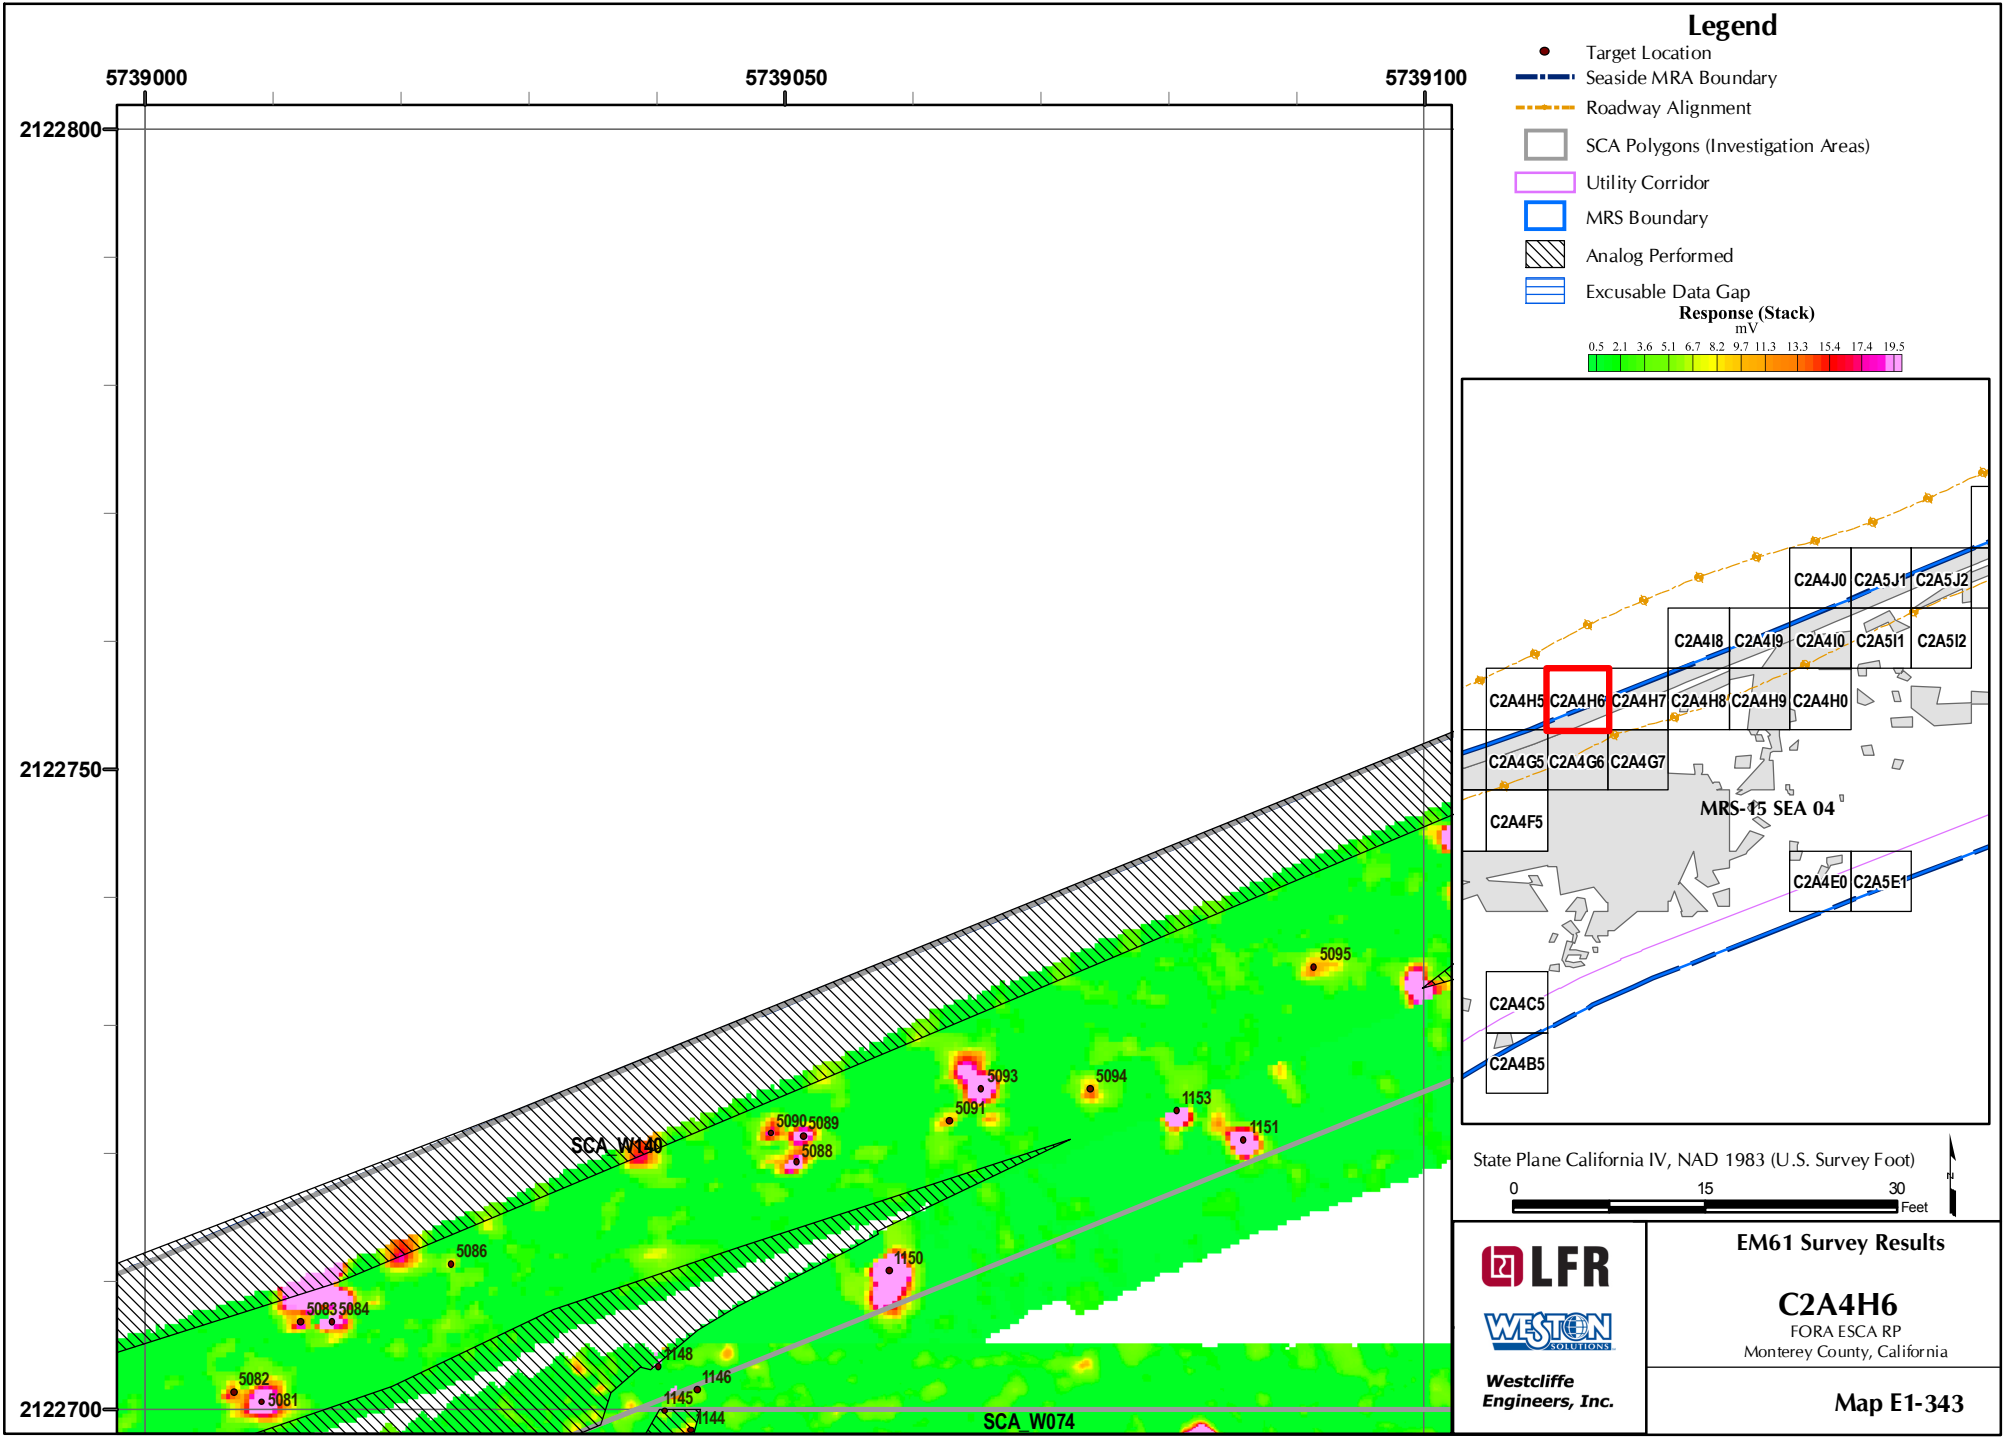 5739000
5739050
5739100
2122800
2122750
2122700
5095
5093
5094
5091
1153
1151
5090
5089
5088
SCA_W140
5086
1150
5083
5084
5082
5081
1148
1146
1145
1144
SCA_W074
Legend
Target Location
Seaside MRA Boundary
Roadway Alignment
SCA Polygons (Investigation Areas)
Utility Corridor
MRS Boundary
Analog Performed
Excusable Data Gap
Response (Stack)
mV
0.5 2.1 3.6 5.1 6.7 8.2 9.7 11.3 13.3 15.4 17.4 19.5
C2A4J0 C2A5J1 C2A5J2
C2A4I8 C2A4I9 C2A4I0 C2A5I1 C2A5I2
C2A4H5 C2A4H6 C2A4H7 C2A4H8 C2A4H9 C2A4H0
C2A4G5 C2A4G6 C2A4G7
MRS-15 SEA 04
C2A4F5
C2A4E0 C2A5E1
C2A4C5
C2A4B5
State Plane California IV, NAD 1983 (U.S. Survey Foot)
0 15 30
Feet
N
LFR
WESTON
SOLUTIONS
Westcliffe
Engineers, Inc.
EM61 Survey Results
C2A4H6
FORA ESCA RP
Monterey County, California
Map E1-343